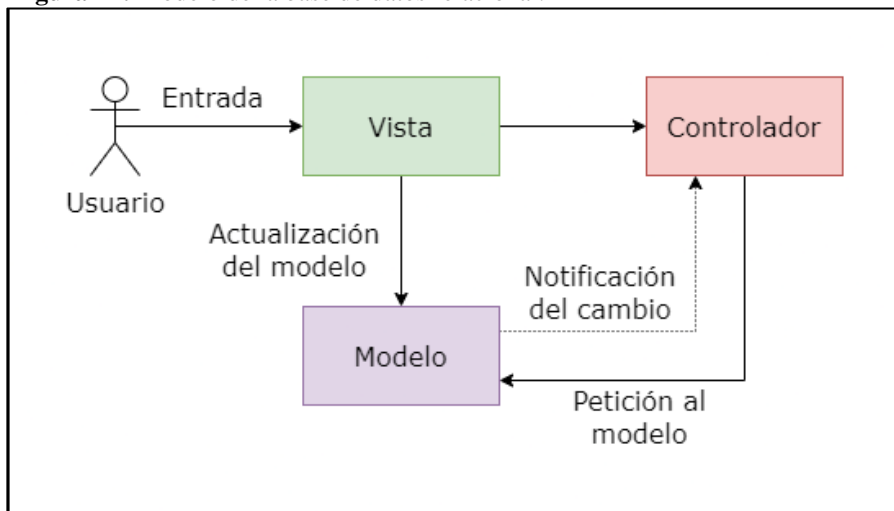 Entrada
Vista
Controlador
Usuario
Actualización
del modelo
Notificación
del cambio
Modelo
Petición al
modelo